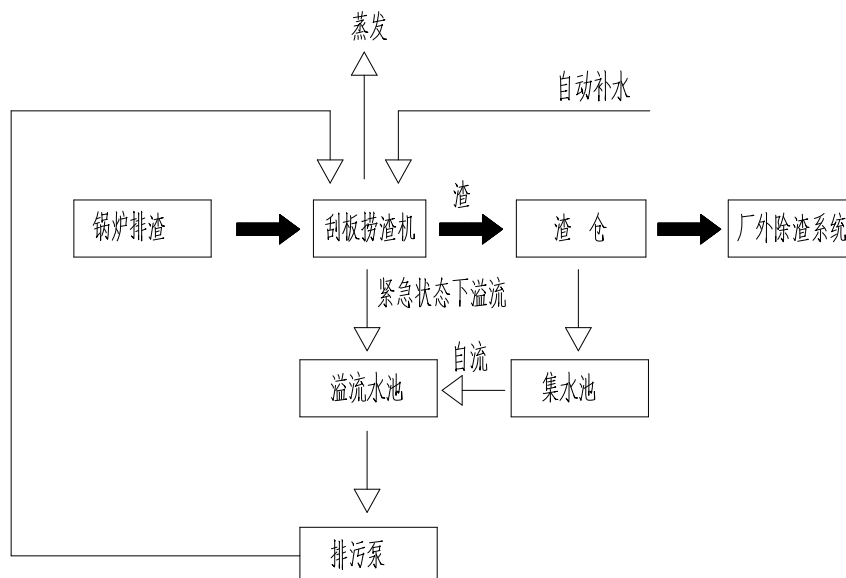 蒸发
自动补水
锅炉排渣
刮板捞渣机
渣
渣 仓
厂外除渣系统
紧急状态下溢流
自流
溢流水池
集水池
排污泵